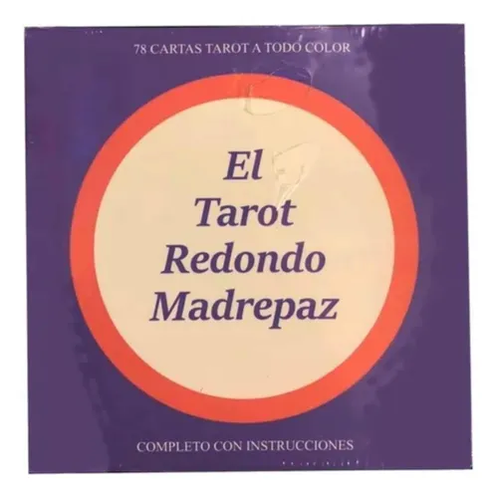 78 CARTAS TAROT A TODO COLOR
El
Tarot
Redondo
Madrepaz
COMPLETO CON INSTRUCCIONES